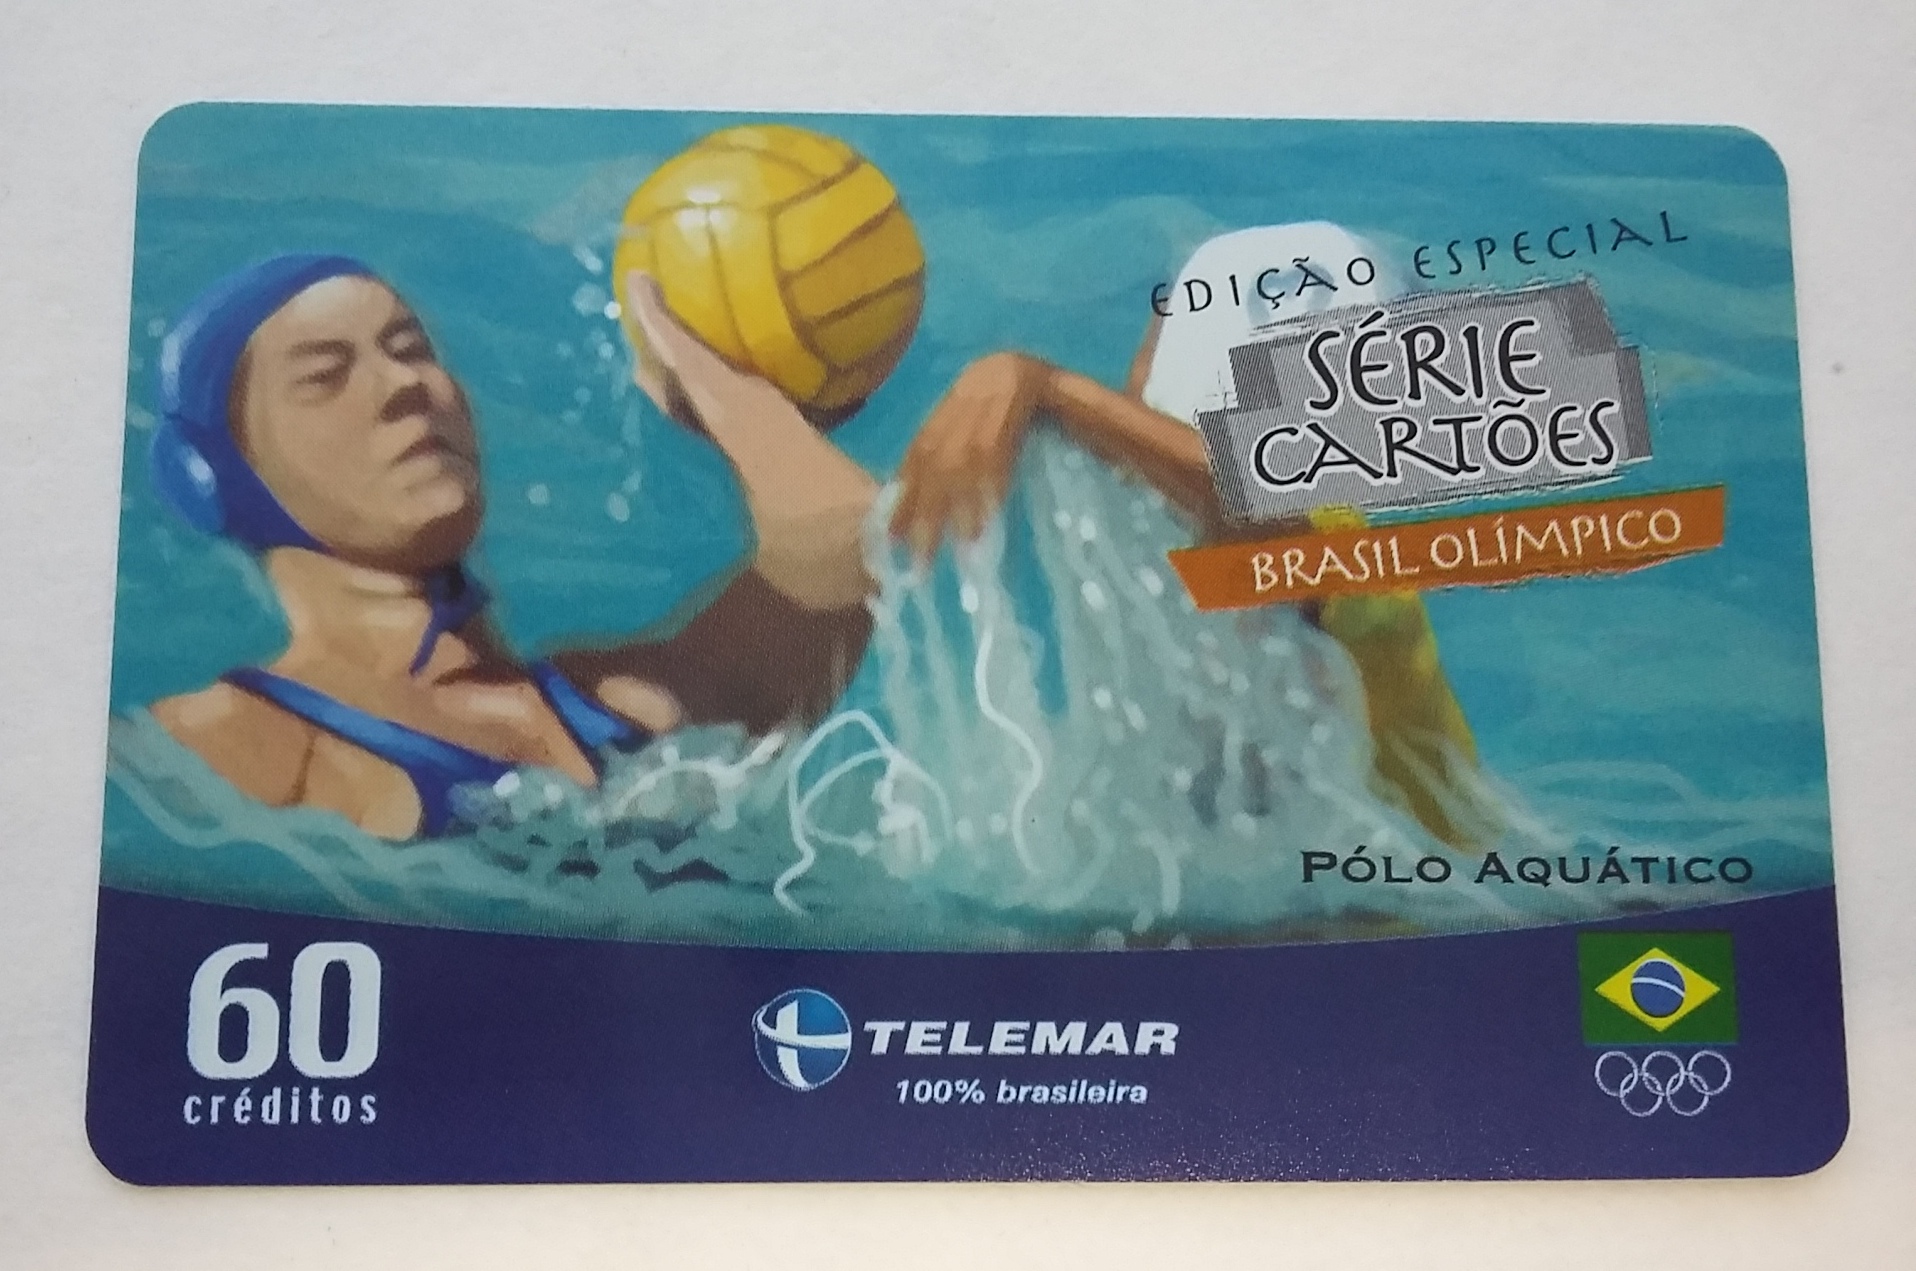 EDIÇÃO ESPECIAL
SÉRIE
CARTÕES
BRASIL OLÍMPICO
PÓLO AQUÁTICO
60
créditos
TELEMAR
100% brasileira